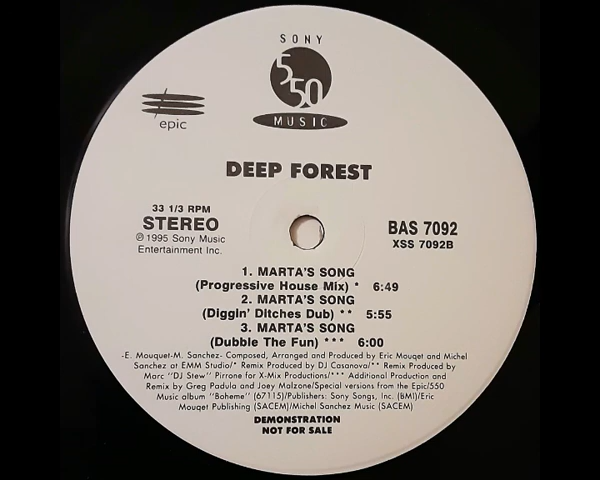 SONY
550
MUSIC
epic
DEEP FOREST
33 1/3 RPM
STEREO
℗ 1995 Sony Music
Entertainment Inc.
BAS 7092
XSS 7092B
1. MARTA'S SONG
(Progressive House Mix) * 6:49
2. MARTA'S SONG
(Diggin' Ditches Dub) ** 5:55
3. MARTA'S SONG
(Dubble The Fun) *** 6:00
-E. Mouquet-M. Sanchez- Composed, Arranged and Produced by Eric Mouqet and Michel
Sanchez at EMM Studio/* Remix Produced by DJ Casanova/** Remix Produced by
Marc "DJ Stew" Pirrone for X-Mix Productions/*** Additional Production and
Remix by Greg Padula and Joey Malzone/Special versions from the Epic/550
Music album "Boheme" (67115)/Publishers: Sony Songs, Inc. (BMI)/Eric
Mouqet Publishing (SACEM)/Michel Sanchez Music (SACEM)
DEMONSTRATION
NOT FOR SALE